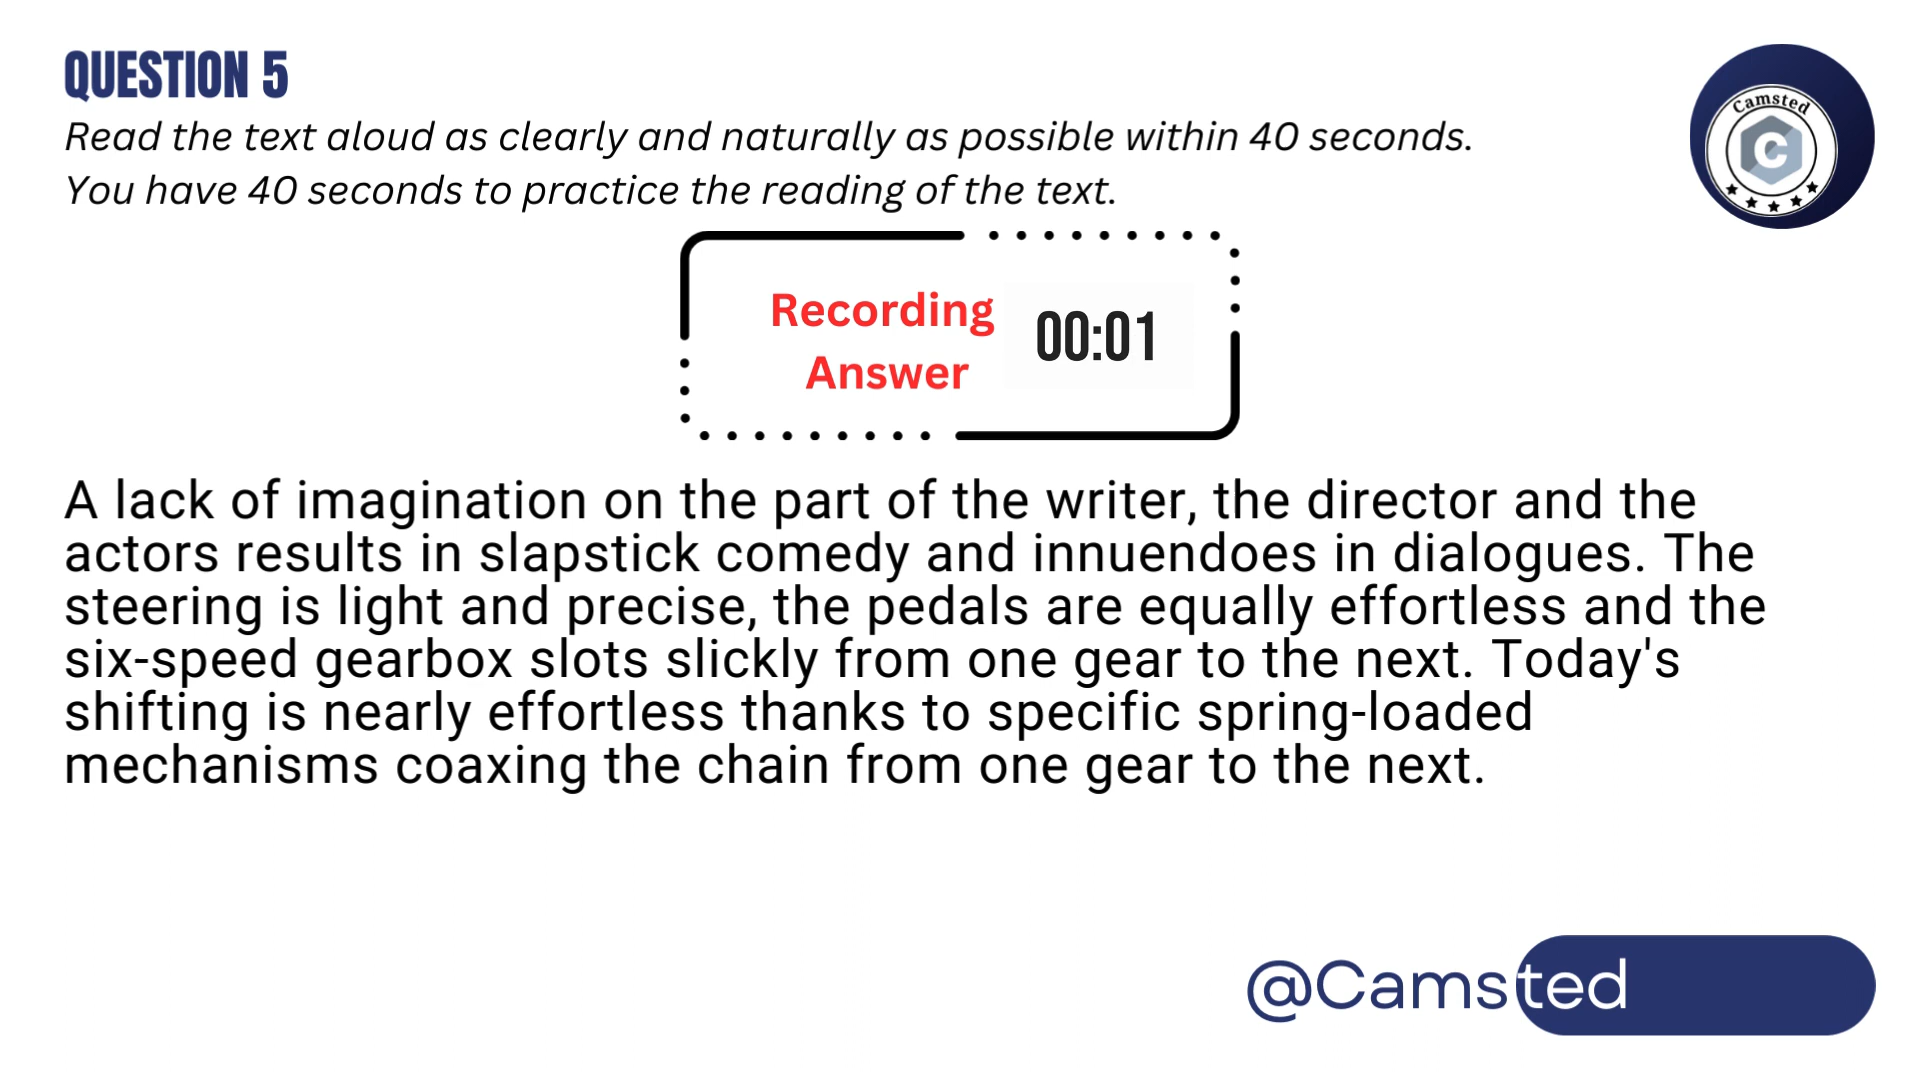 QUESTION 5
Read the text aloud as clearly and naturally as possible within 40 seconds.
You have 40 seconds to practice the reading of the text.
Camsted
C
Recording
Answer
00:01
A lack of imagination on the part of the writer, the director and the
actors results in slapstick comedy and innuendoes in dialogues. The
steering is light and precise, the pedals are equally effortless and the
six-speed gearbox slots slickly from one gear to the next. Today's
shifting is nearly effortless thanks to specific spring-loaded
mechanisms coaxing the chain from one gear to the next.
@Camsted